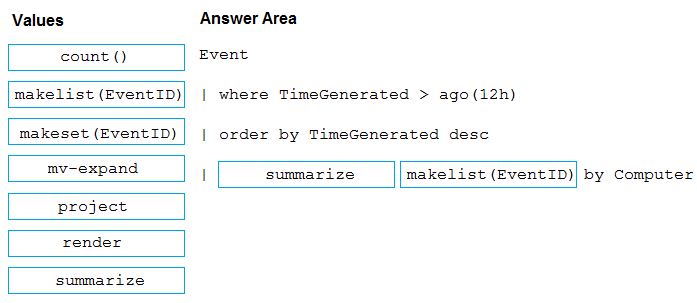 Values
Answer Area
count()
Event
makelist(EventID)
| where TimeGenerated > ago(12h)
makeset(EventID)
| order by TimeGenerated desc
mv-expand
| summarize makelist(EventID) by Computer
project
render
summarize